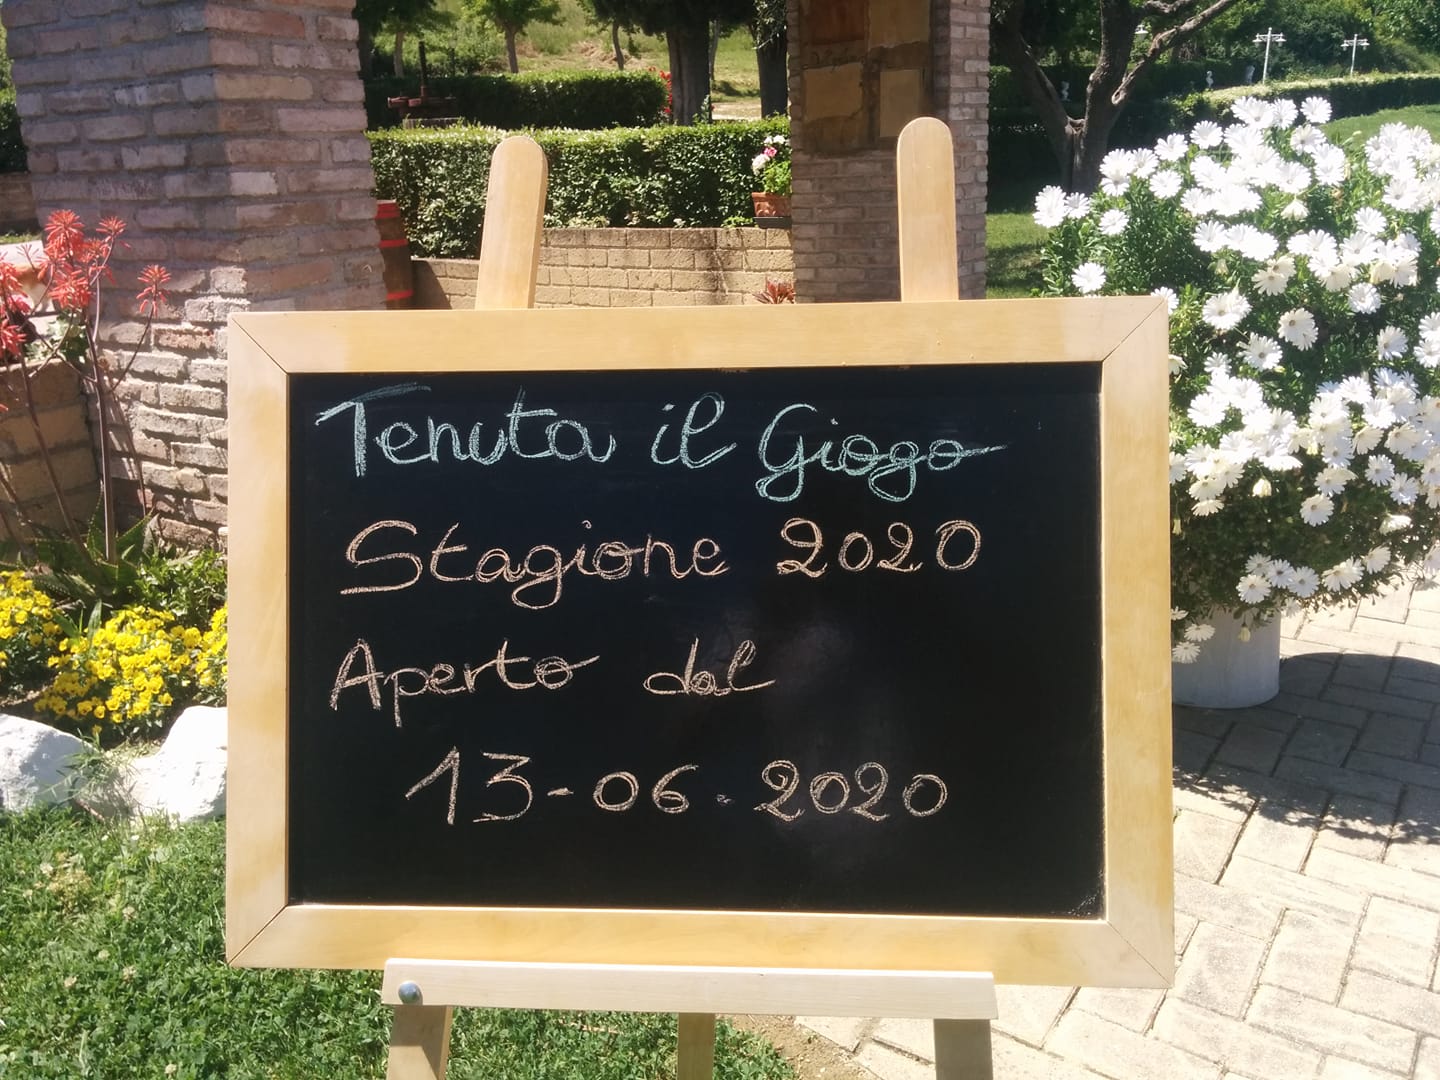 Tenuta il Giogo
Stagione 2020
Aperto dal
13-06-2020